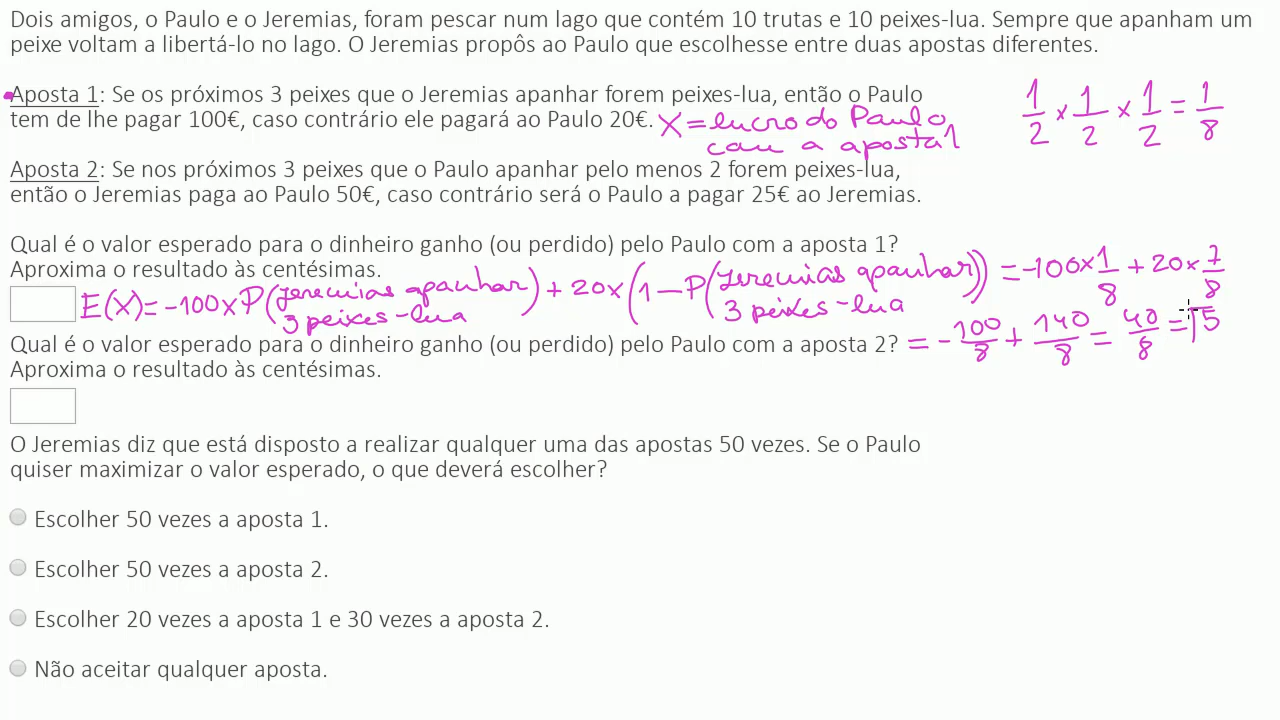 Dois amigos, o Paulo e o Jeremias, foram pescar num lago que contém 10 trutas e 10 peixes-lua. Sempre que apanham um
peixe voltam a libertá-lo no lago. O Jeremias propôs ao Paulo que escolhesse entre duas apostas diferentes.
Aposta 1: Se os próximos 3 peixes que o Jeremias apanhar forem peixes-lua, então o Paulo
tem de lhe pagar 100€, caso contrário ele pagará ao Paulo 20€.
X = lucro do Paulo
com a aposta 1
1/2 × 1/2 × 1/2 = 1/8
Aposta 2: Se nos próximos 3 peixes que o Paulo apanhar pelo menos 2 forem peixes-lua,
então o Jeremias paga ao Paulo 50€, caso contrário será o Paulo a pagar 25€ ao Jeremias.
Qual é o valor esperado para o dinheiro ganho (ou perdido) pelo Paulo com a aposta 1?
Aproxima o resultado às centésimas.
E(X) = -100 × P(Jeremias apanhar 3 peixes-lua) + 20 × (1 - P(Jeremias apanhar 3 peixes-lua)) = -100 × 1/8 + 20 × 7/8
= - 100/8 + 140/8 = 40/8 = 5
Qual é o valor esperado para o dinheiro ganho (ou perdido) pelo Paulo com a aposta 2?
Aproxima o resultado às centésimas.
O Jeremias diz que está disposto a realizar qualquer uma das apostas 50 vezes. Se o Paulo
quiser maximizar o valor esperado, o que deverá escolher?
Escolher 50 vezes a aposta 1.
Escolher 50 vezes a aposta 2.
Escolher 20 vezes a aposta 1 e 30 vezes a aposta 2.
Não aceitar qualquer aposta.